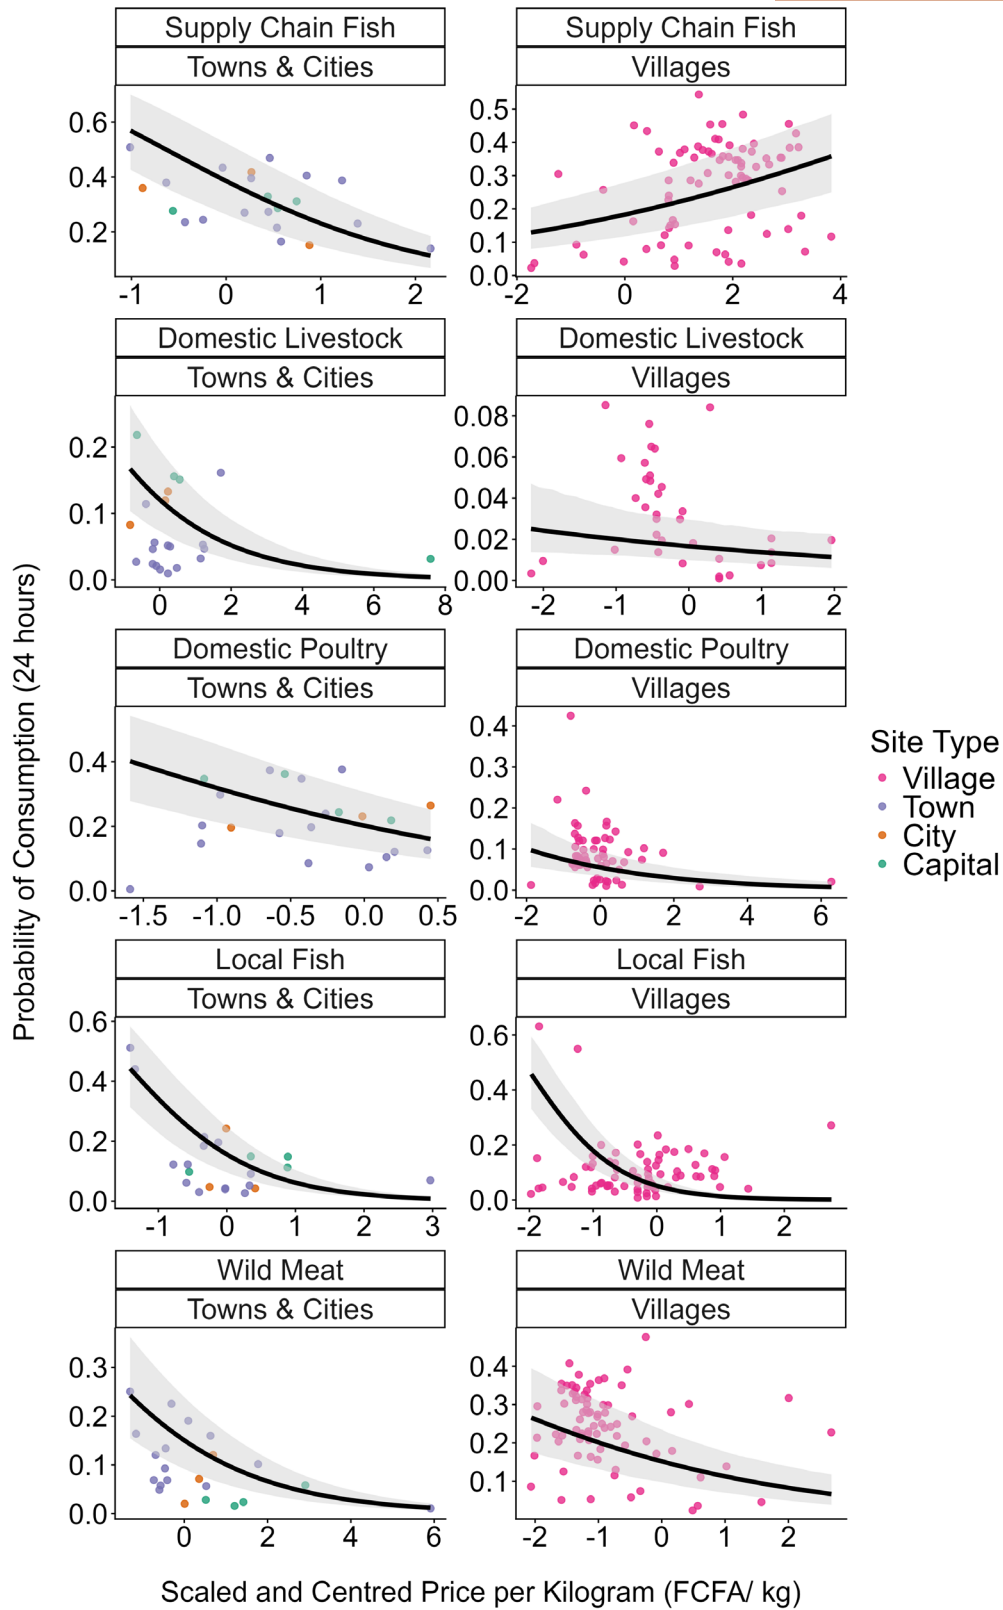 Supply Chain Fish Supply Chain Fish
Towns & Cities Villages
0.6
0.4
0.2
-1 0 1 2
0.5
0.4
0.3
0.2
0.1
0.0
-2 0 2 4
Domestic Livestock Domestic Livestock
Towns & Cities Villages
0.2
0.1
0.0
0 2 4 6 8
0.08
0.06
0.04
0.02
0.00
-2 -1 0 1 2
Domestic Poultry Domestic Poultry
Towns & Cities Villages
0.4
0.2
0.0
-1.5 -1.0 -0.5 0.0 0.5
0.4
0.3
0.2
0.1
0.0
-2 0 2 4 6
Local Fish Local Fish
Towns & Cities Villages
0.6
0.4
0.2
0.0
-1 0 1 2 3
0.6
0.4
0.2
0.0
-2 -1 0 1 2
Wild Meat Wild Meat
Towns & Cities Villages
0.3
0.2
0.1
0.0
0 2 4 6
0.4
0.3
0.2
0.1
-2 -1 0 1 2
Probability of Consumption (24 hours)
Scaled and Centred Price per Kilogram (FCFA/ kg)
Site Type
Village
Town
City
Capital